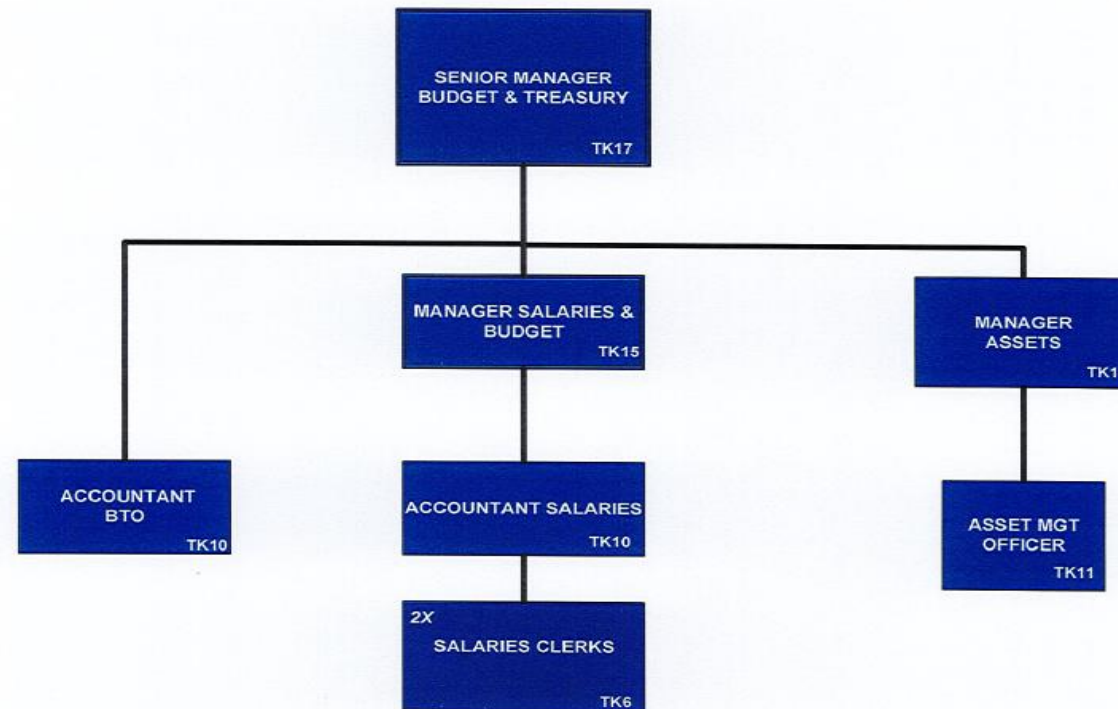 SENIOR MANAGER
BUDGET & TREASURY
TK17
MANAGER SALARIES &
BUDGET
TK15
MANAGER
ASSETS
ACCOUNTANT
BTO
TK10
ACCOUNTANT SALARIES
TK10
ASSET MGT
OFFICER
TK11
2X
SALARIES CLERKS
TK6